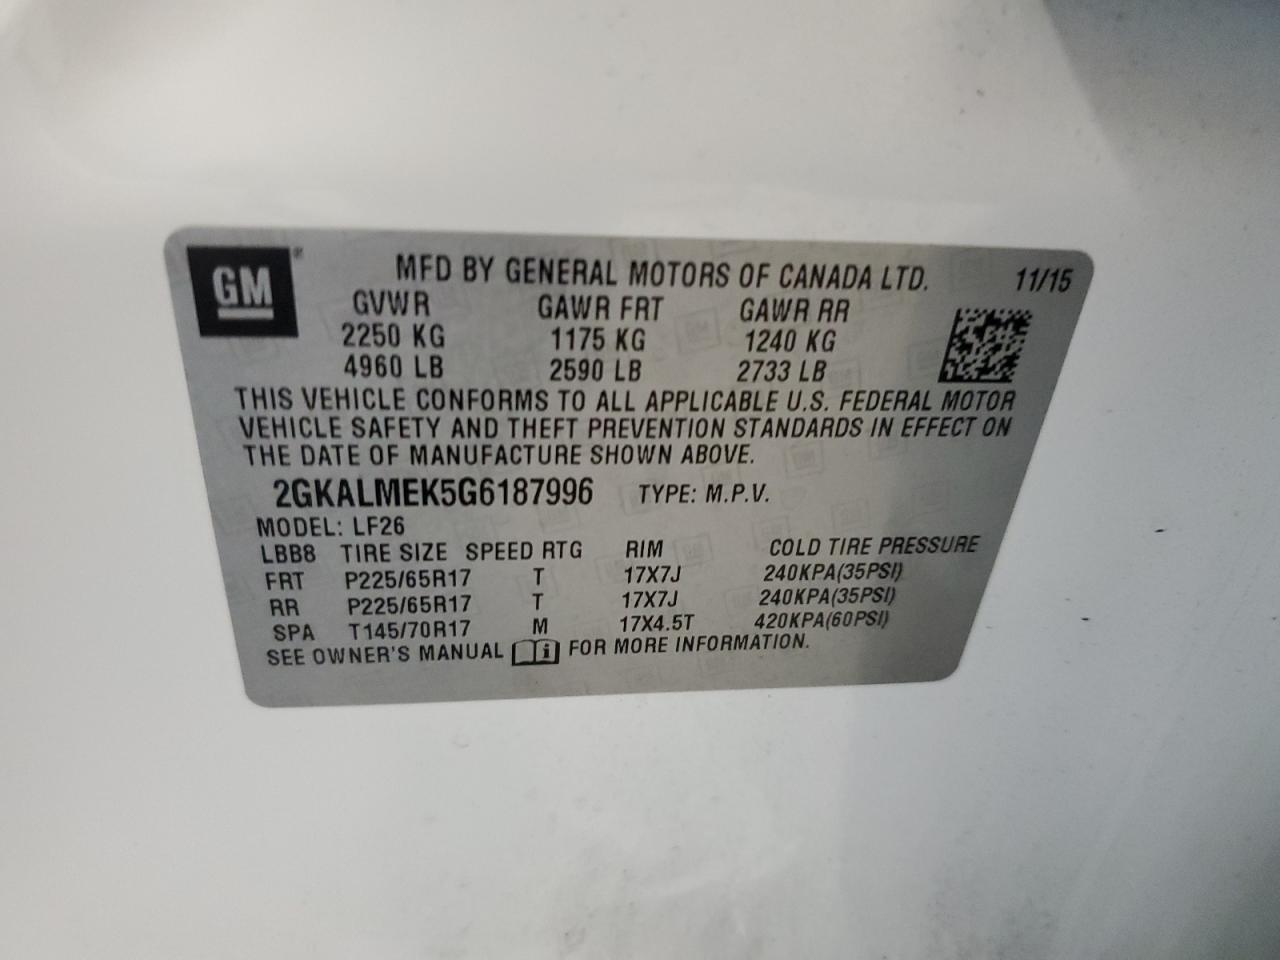 GM
MFD BY GENERAL MOTORS OF CANADA LTD. 11/15
GVWR GAWR FRT GAWR RR
2250 KG 1175 KG 1240 KG
4960 LB 2590 LB 2733 LB
THIS VEHICLE CONFORMS TO ALL APPLICABLE U.S. FEDERAL MOTOR
VEHICLE SAFETY AND THEFT PREVENTION STANDARDS IN EFFECT ON
THE DATE OF MANUFACTURE SHOWN ABOVE.
2GKALMEK5G6187996 TYPE: M.P.V.
MODEL: LF26
LBB8 TIRE SIZE SPEED RTG RIM COLD TIRE PRESSURE
FRT P225/65R17 T 17X7J 240KPA(35PSI)
RR P225/65R17 T 17X7J 240KPA(35PSI)
SPA T145/70R17 M 17X4.5T 420KPA(60PSI)
SEE OWNER'S MANUAL i FOR MORE INFORMATION.